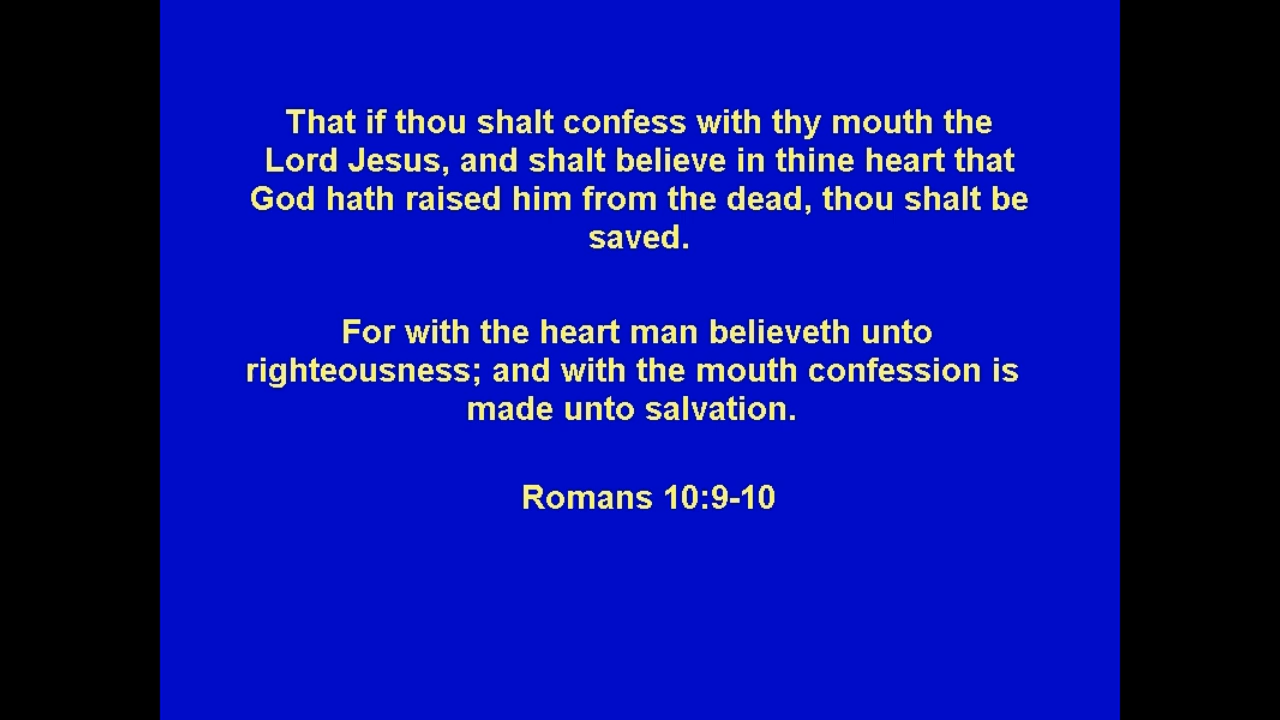 That if thou shalt confess with thy mouth the
Lord Jesus, and shalt believe in thine heart that
God hath raised him from the dead, thou shalt be
saved.
For with the heart man believeth unto
righteousness; and with the mouth confession is
made unto salvation.
Romans 10:9-10